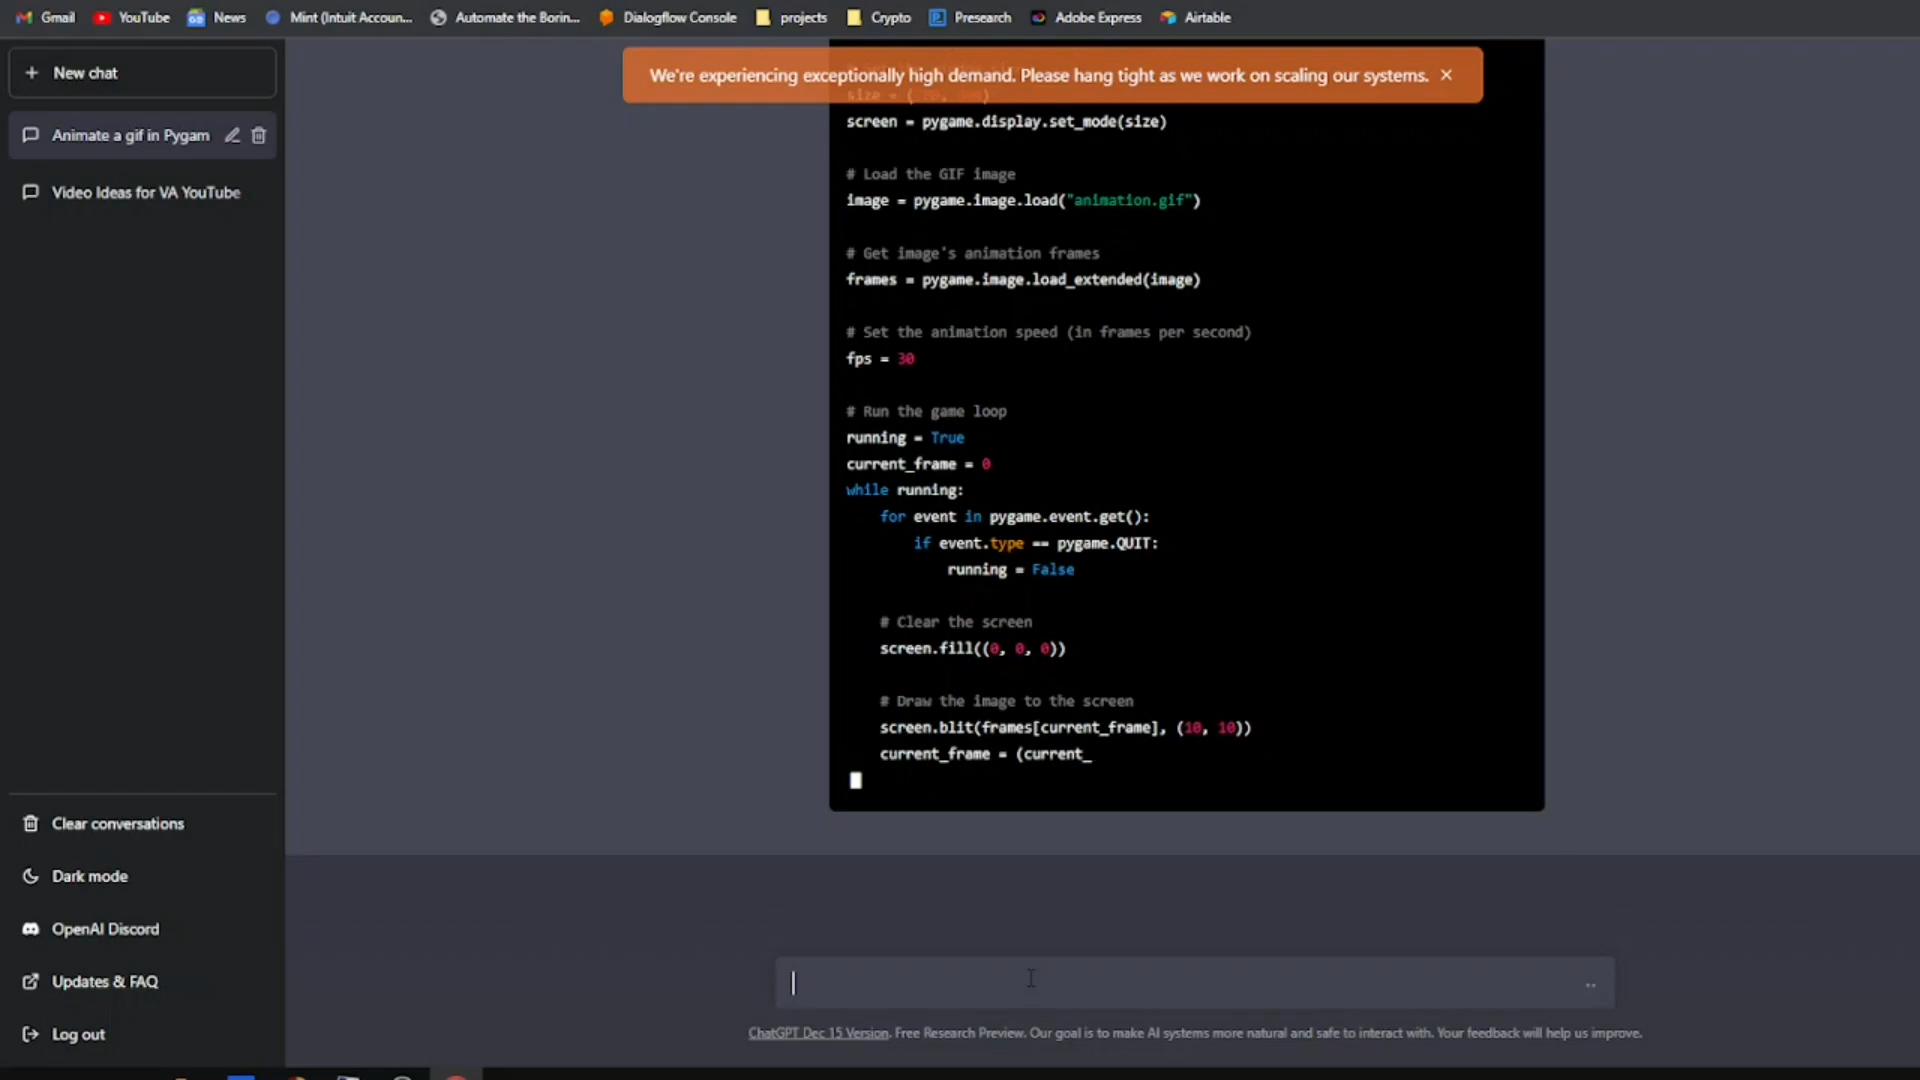 Gmail YouTube News Mint (Intuit Accoun... Automate the Borin... Dialogflow Console projects Crypto Presearch Adobe Express Airtable
New chat
Animate a gif in Pygam
Video Ideas for VA YouTube
Clear conversations
Dark mode
OpenAI Discord
Updates & FAQ
Log out
We're experiencing exceptionally high demand. Please hang tight as we work on scaling our systems.
size = (
screen = pygame.display.set_mode(size)
# Load the GIF image
image = pygame.image.load("animation.gif")
# Get image's animation frames
frames = pygame.image.load_extended(image)
# Set the animation speed (in frames per second)
fps = 30
# Run the game loop
running = True
current_frame = 0
while running:
for event in pygame.event.get():
if event.type == pygame.QUIT:
running = False
# Clear the screen
screen.fill((0, 0, 0))
# Draw the image to the screen
screen.blit(frames[current_frame], (10, 10))
current_frame = (current_
ChatGPT Dec 15 Version. Free Research Preview. Our goal is to make AI systems more natural and safe to interact with. Your feedback will help us improve.